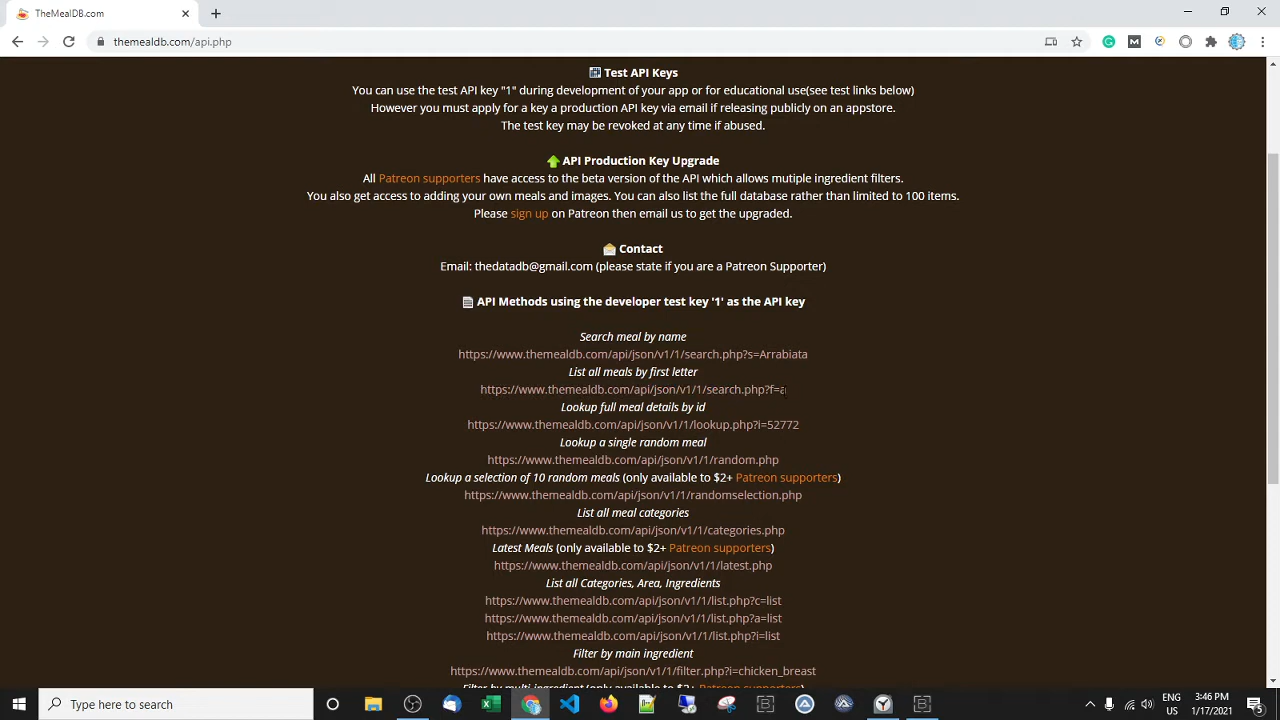 TheMealDB.com
themealdb.com/api.php
Test API Keys
You can use the test API key "1" during development of your app or for educational use(see test links below)
However you must apply for a key a production API key via email if releasing publicly on an appstore.
The test key may be revoked at any time if abused.
API Production Key Upgrade
All Patreon supporters have access to the beta version of the API which allows mutiple ingredient filters.
You also get access to adding your own meals and images. You can also list the full database rather than limited to 100 items.
Please sign up on Patreon then email us to get the upgraded.
Contact
Email: thedatadb@gmail.com (please state if you are a Patreon Supporter)
API Methods using the developer test key '1' as the API key
Search meal by name
https://www.themealdb.com/api/json/v1/1/search.php?s=Arrabiata
List all meals by first letter
https://www.themealdb.com/api/json/v1/1/search.php?f=a
Lookup full meal details by id
https://www.themealdb.com/api/json/v1/1/lookup.php?i=52772
Lookup a single random meal
https://www.themealdb.com/api/json/v1/1/random.php
Lookup a selection of 10 random meals (only available to $2+ Patreon supporters)
https://www.themealdb.com/api/json/v1/1/randomselection.php
List all meal categories
https://www.themealdb.com/api/json/v1/1/categories.php
Latest Meals (only available to $2+ Patreon supporters)
https://www.themealdb.com/api/json/v1/1/latest.php
List all Categories, Area, Ingredients
https://www.themealdb.com/api/json/v1/1/list.php?c=list
https://www.themealdb.com/api/json/v1/1/list.php?a=list
https://www.themealdb.com/api/json/v1/1/list.php?i=list
Filter by main ingredient
https://www.themealdb.com/api/json/v1/1/filter.php?i=chicken_breast
Filter by multi-ingredient (only available to $2+ Patreon supporters)
Type here to search
ENG
US
3:46 PM
1/17/2021